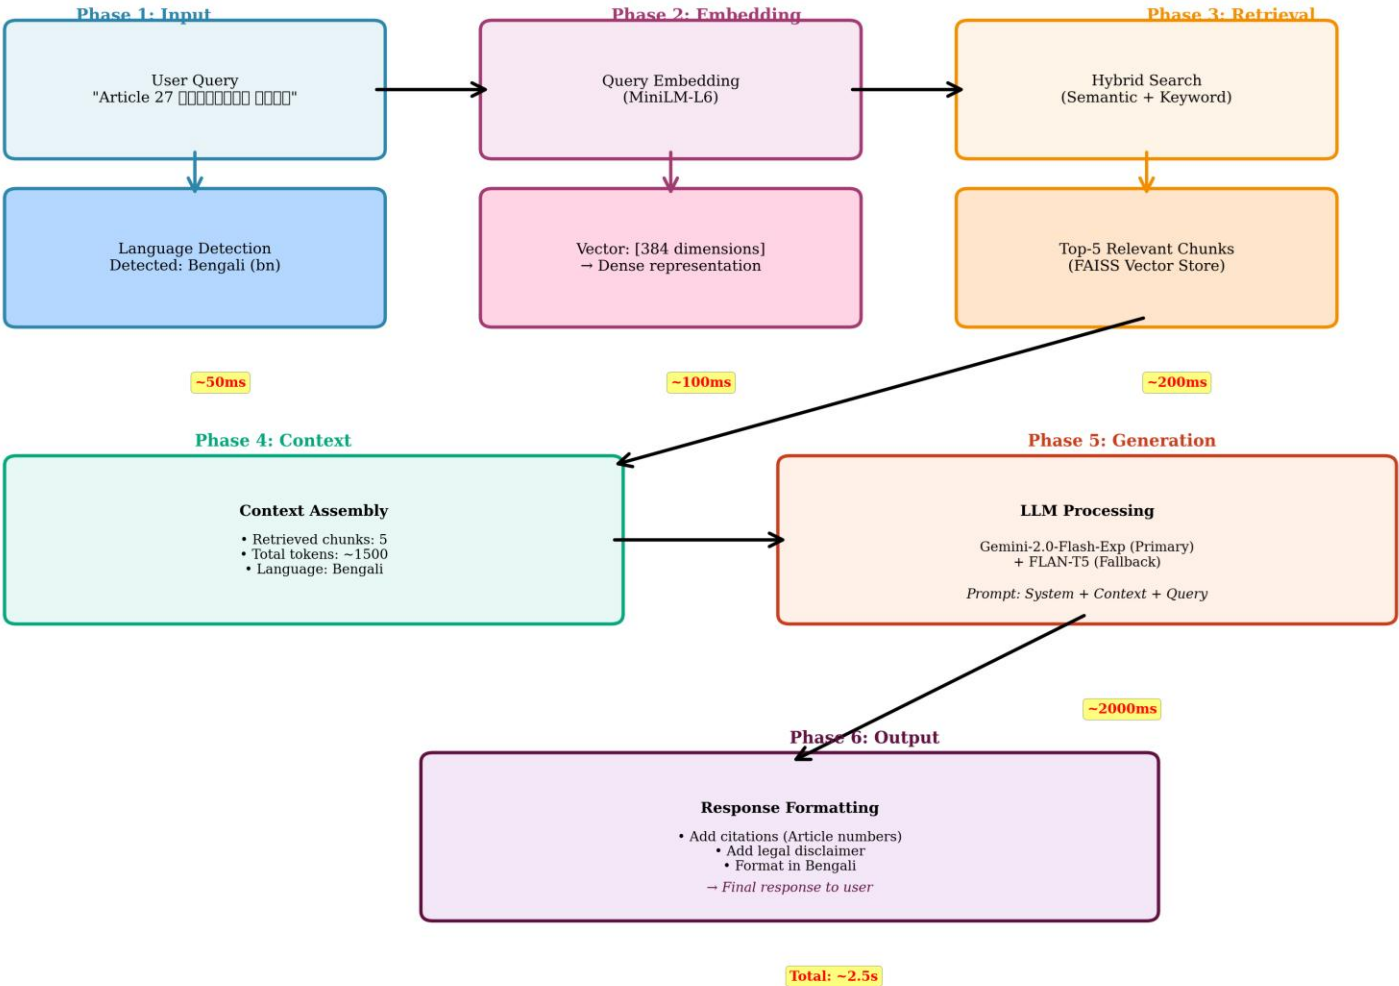 Phase 1: Input
Phase 2: Embedding
Phase 3: Retrieval
User Query
"Article 27
Query Embedding
(MiniLM-L6)
Hybrid Search
(Semantic + Keyword)
Language Detection
Detected: Bengali (bn)
Vector: [384 dimensions]
→ Dense representation
Top-5 Relevant Chunks
(FAISS Vector Store)
~50ms
~100ms
~200ms
Phase 4: Context
Context Assembly
• Retrieved chunks: 5
• Total tokens: ~1500
• Language: Bengali
Phase 5: Generation
LLM Processing
Gemini-2.0-Flash-Exp (Primary)
+ FLAN-T5 (Fallback)
Prompt: System + Context + Query
~2000ms
Phase 6: Output
Response Formatting
• Add citations (Article numbers)
• Add legal disclaimer
• Format in Bengali
→ Final response to user
Total: ~2.5s